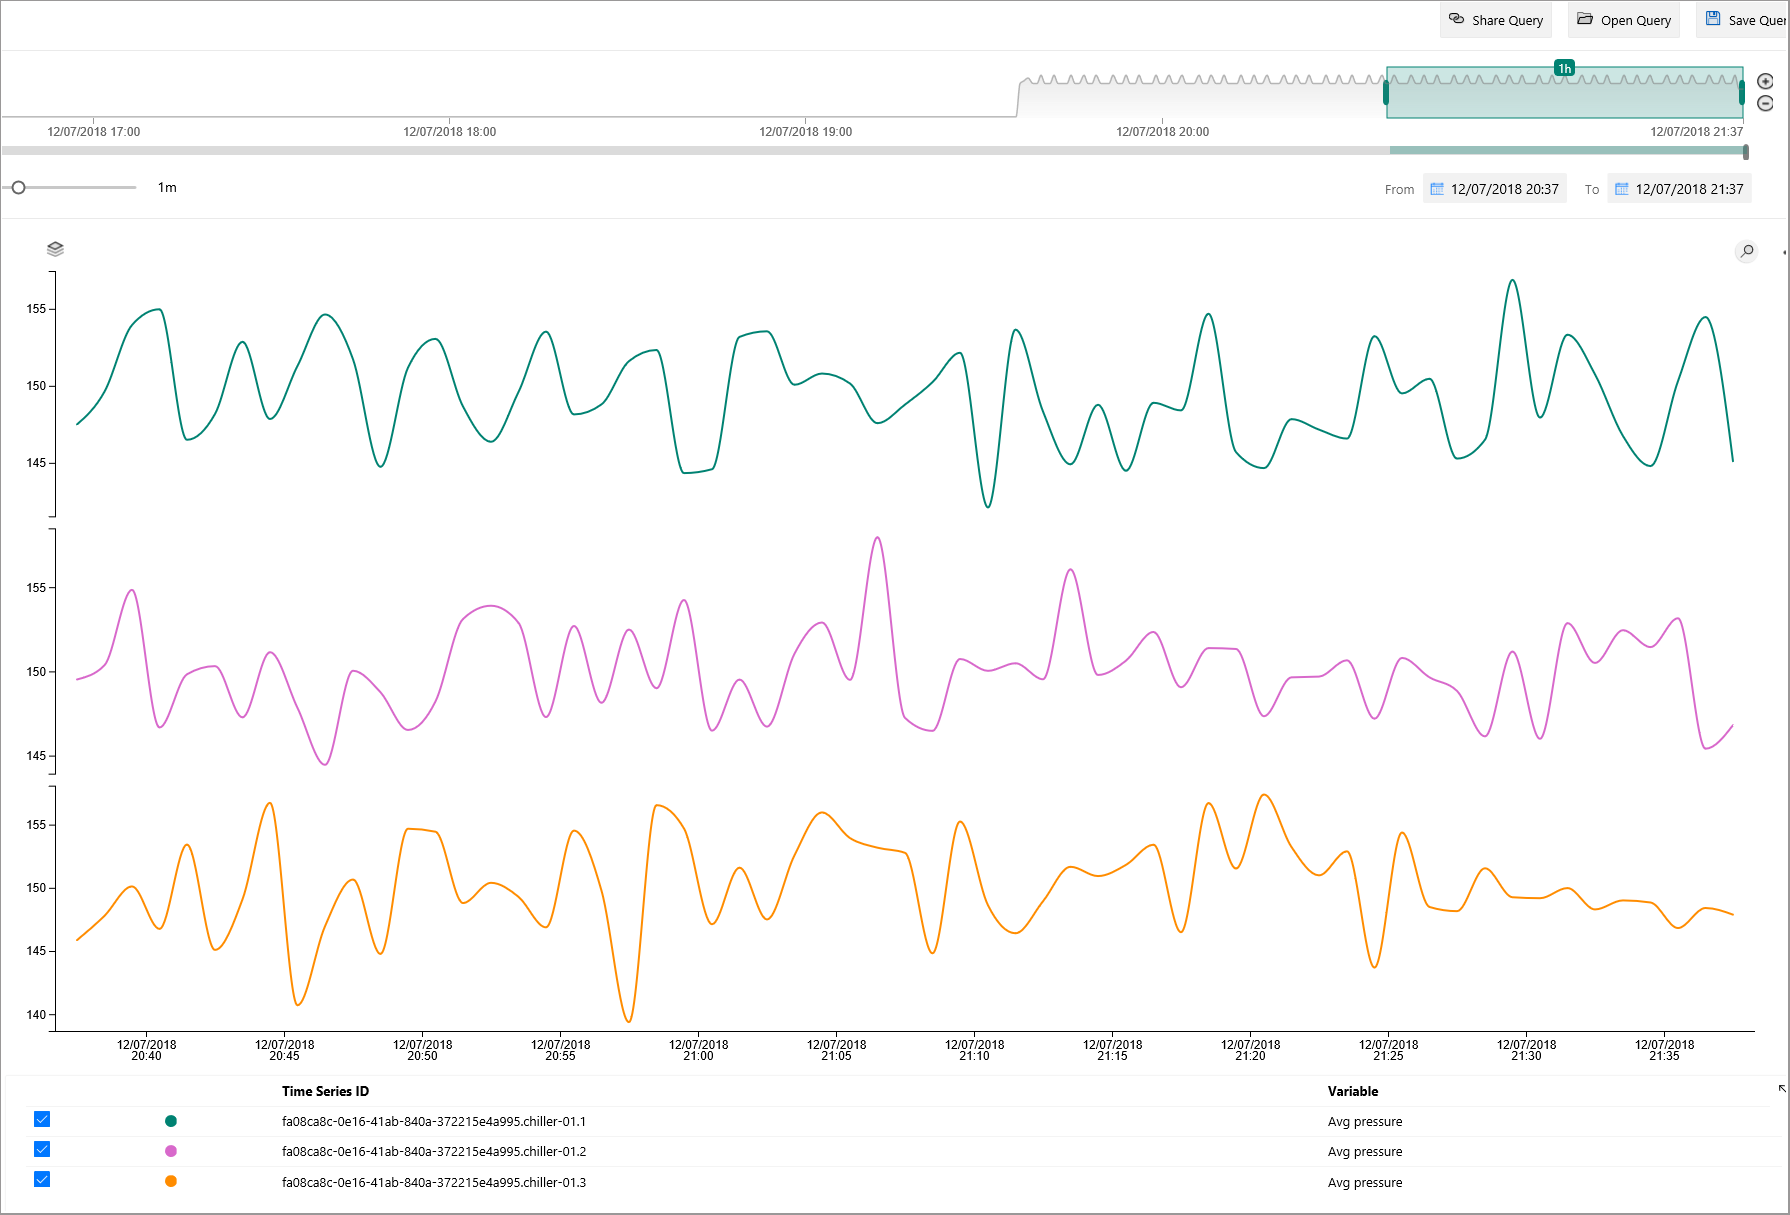 Share Query Open Query Save Quer
1h
12/07/2018 17:00 12/07/2018 18:00 12/07/2018 19:00 12/07/2018 20:00 12/07/2018 21:37
1m From 12/07/2018 20:37 To 12/07/2018 21:37
155
150
145
155
150
145
155
150
145
140
12/07/2018 12/07/2018 12/07/2018 12/07/2018 12/07/2018 12/07/2018 12/07/2018 12/07/2018 12/07/2018 12/07/2018 12/07/2018 12/07/2018
20:40 20:45 20:50 20:55 21:00 21:05 21:10 21:15 21:20 21:25 21:30 21:35
Time Series ID Variable
fa08ca8c-0e16-41ab-840a-372215e4a995.chiller-01.1 Avg pressure
fa08ca8c-0e16-41ab-840a-372215e4a995.chiller-01.2 Avg pressure
fa08ca8c-0e16-41ab-840a-372215e4a995.chiller-01.3 Avg pressure